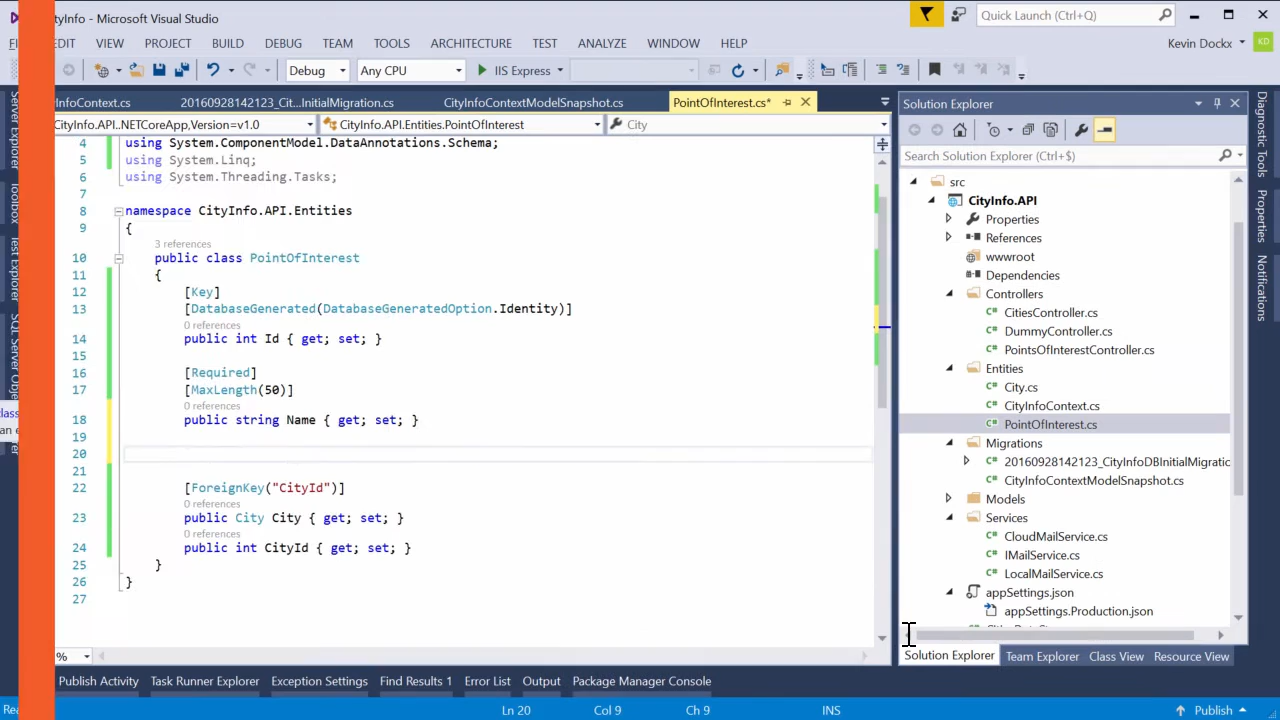 tyInfo - Microsoft Visual Studio
Quick Launch (Ctrl+Q)
EDIT VIEW PROJECT BUILD DEBUG TEAM TOOLS ARCHITECTURE TEST ANALYZE WINDOW HELP
Kevin Dockx KD
Debug Any CPU IIS Express
nfoContext.cs 20160928142123_Cit...InitialMigration.cs CityInfoContextModelSnapshot.cs PointOfInterest.cs*
CityInfo.API..NETCoreApp,Version=v1.0 CityInfo.API.Entities.PointOfInterest City
4 using System.ComponentModel.DataAnnotations.Schema;
5 using System.Linq;
6 using System.Threading.Tasks;
7
8 namespace CityInfo.API.Entities
9 {
3 references
10 public class PointOfInterest
11 {
12 [Key]
13 [DatabaseGenerated(DatabaseGeneratedOption.Identity)]
0 references
14 public int Id { get; set; }
15
16 [Required]
17 [MaxLength(50)]
0 references
18 public string Name { get; set; }
19
20
21
22 [ForeignKey("CityId")]
0 references
23 public City City { get; set; }
0 references
24 public int CityId { get; set; }
25 }
26 }
27
%
Server Explorer
Toolbox
Test Explorer
SQL Server Objec
class
an e
Solution Explorer
Search Solution Explorer (Ctrl+$)
src
CityInfo.API
Properties
References
wwwroot
Dependencies
Controllers
CitiesController.cs
DummyController.cs
PointsOfInterestController.cs
Entities
City.cs
CityInfoContext.cs
PointOfInterest.cs
Migrations
20160928142123_CityInfoDBInitialMigratic
CityInfoContextModelSnapshot.cs
Models
Services
CloudMailService.cs
IMailService.cs
LocalMailService.cs
appSettings.json
appSettings.Production.json
Solution Explorer Team Explorer Class View Resource View
Diagnostic Tools
Properties
Notifications
Publish Activity Task Runner Explorer Exception Settings Find Results 1 Error List Output Package Manager Console
Rea Ln 20 Col 9 Ch 9 INS Publish